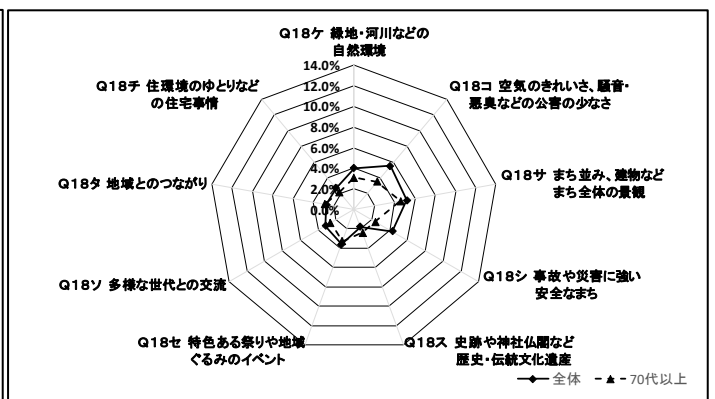 Q18ケ 緑地・河川などの
自然環境
Q18チ 住環境のゆとりなど
の住宅事情
Q18コ 空気のきれいさ、騒音・
悪臭などの公害の少なさ
14.0%
12.0%
10.0%
8.0%
6.0%
4.0%
2.0%
0.0%
Q18タ 地域とのつながり
Q18サ まち並み、建物など
まち全体の景観
Q18ソ 多様な世代との交流
Q18シ 事故や災害に強い
安全なまち
Q18セ 特色ある祭りや地域
ぐるみのイベント
Q18ス 史跡や神社仏閣など
歴史・伝統文化遺産
全体 70代以上